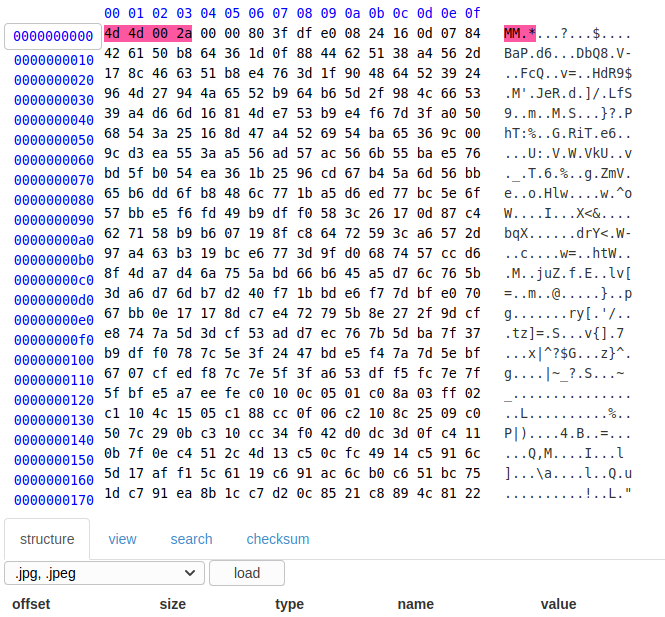 00 01 02 03 04 05 06 07 08 09 0a 0b 0c 0d 0e 0f
0000000000 4d 4d 00 2a 00 00 80 3f df e0 08 24 16 0d 07 84 MM.*...?...$....
0000000010 42 61 50 b8 64 36 1d 0f 88 44 62 51 38 a4 56 2d BaP.d6...DbQ8.V-
0000000020 17 8c 46 63 51 b8 e4 76 3d 1f 90 48 64 52 39 24 ..FcQ..v=..HdR9$
0000000030 96 4d 27 94 4a 65 52 b9 64 b6 5d 2f 98 4c 66 53 .M'.JeR.d.]/.LfS
0000000040 39 a4 d6 6d 16 81 4d e7 53 b9 e4 f6 7d 3f a0 50 9..m..M.S...}?.P
0000000050 68 54 3a 25 16 8d 47 a4 52 69 54 ba 65 36 9c 00 hT:%..G.RiT.e6..
0000000060 9c d3 ea 55 3a a5 56 ad 57 ac 56 6b 55 ba e5 76 ...U:.V.W.VkU..v
0000000070 bd 5f b0 54 ea 36 1b 25 96 cd 67 b4 5a 6d 56 bb ._.T.6.%..g.ZmV.
0000000080 65 b6 dd 6f b8 48 6c 77 1b a5 d6 ed 77 bc 5e 6f e..o.Hlw....w.^o
0000000090 57 bb e5 f6 fd 49 b9 df f0 58 3c 26 17 0d 87 c4 W....I...X<&....
00000000a0 62 71 58 b9 b6 07 19 8f c8 64 72 59 3c a6 57 2d bqX......drY<.W-
00000000b0 97 a4 63 b3 19 bc e6 77 3d 9f d0 68 74 57 cc d6 ..c....w=..htW..
00000000c0 8f 4d a7 d4 6a 75 5a bd 66 b6 45 a5 d7 6c 76 5b .M..juZ.f.E..lv[
00000000d0 3d a6 d7 6d b7 d2 40 f7 1b bd e6 f7 7d bf e0 70 =..m..@.....}..p
00000000e0 67 bb 0e 17 17 8d c7 e4 72 79 5b 8e 27 2f 9d cf g.......ry[.'/..
00000000f0 e8 74 7a 5d 3d cf 53 ad d7 ec 76 7b 5d ba 7f 37 .tz]=.S...v{].7
0000000100 b9 df f0 78 7c 5e 3f 24 47 bd e5 f4 7a 7d 5e bf ...x|^?$G...z}^.
0000000110 67 07 cf ed f8 7c 7e 5f 3f a6 53 df f5 fc 7e 7f g....|~_?.S...~
0000000120 5f bf e5 a7 ee fe c0 10 0c 05 01 c0 8a 03 ff 02 _...............
0000000130 c1 10 4c 15 05 c1 88 cc 0f 06 c2 10 8c 25 09 c0 ..L..........%..
0000000140 50 7c 29 0b c3 10 cc 34 f0 42 d0 dc 3d 0f c4 11 P|)....4.B..=...
0000000150 0b 7f 0e c4 51 2c 4d 13 c5 0c fc 49 14 c5 91 6c ...Q,M....I...l
0000000160 5d 17 af f1 5c 61 19 c6 91 ac 6c b0 c6 51 bc 75 ]...\a....l..Q.u
0000000170 1d c7 91 ea 8b 1c c7 d2 0c 85 21 c8 89 4c 81 22 ..........!..L."
structure view search checksum
.jpg, .jpeg load
offset size type name value